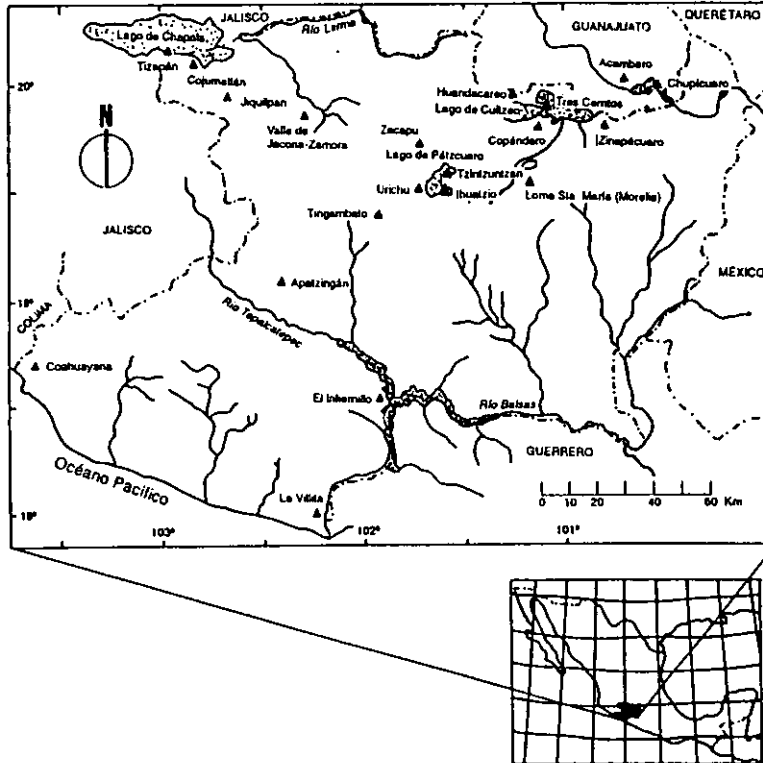 JALISCO
QUERÉTARO
GUANAJUATO
Lago de Chapala
Río Lerma
Tizapán
Cojumatlán
Jiquilpan
Valle de
Jacona-Zamora
Acambaro
Chupícuaro
Huandacareo
Tres Cerritos
Lago de Cuitzeo
20°
N
Zacapu
Copándaro
Zinapécuaro
Lago de Pátzcuaro
Tzintzuntzan
Urichu
Ihuatzio
Loma Sta María (Morelia)
Tingambato
JALISCO
MÉXICO
19°
Apatzingán
COLIMA
Río Tepalcatepec
Coahuayana
El Infiernillo
Río Balsas
GUERRERO
Océano Pacífico
La Villita
0 10 20 40 60 Km
18°
103°
102°
101°